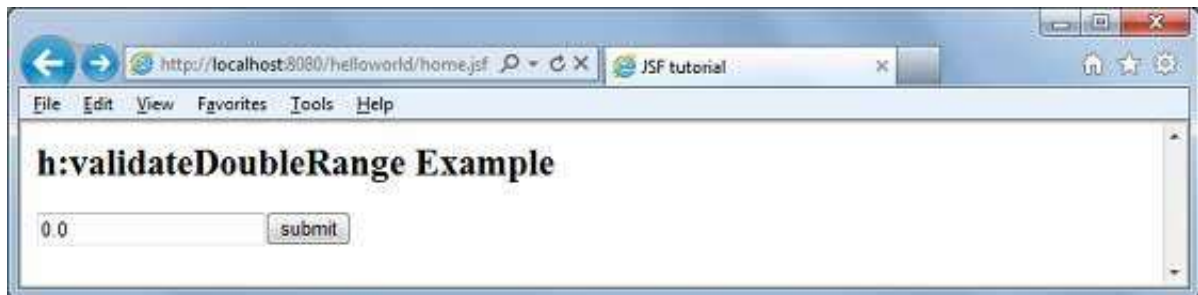 http://localhost:8080/helloworld/home.jsf
JSF tutorial
File Edit View Favorites Tools Help
h:validateDoubleRange Example
0.0
submit